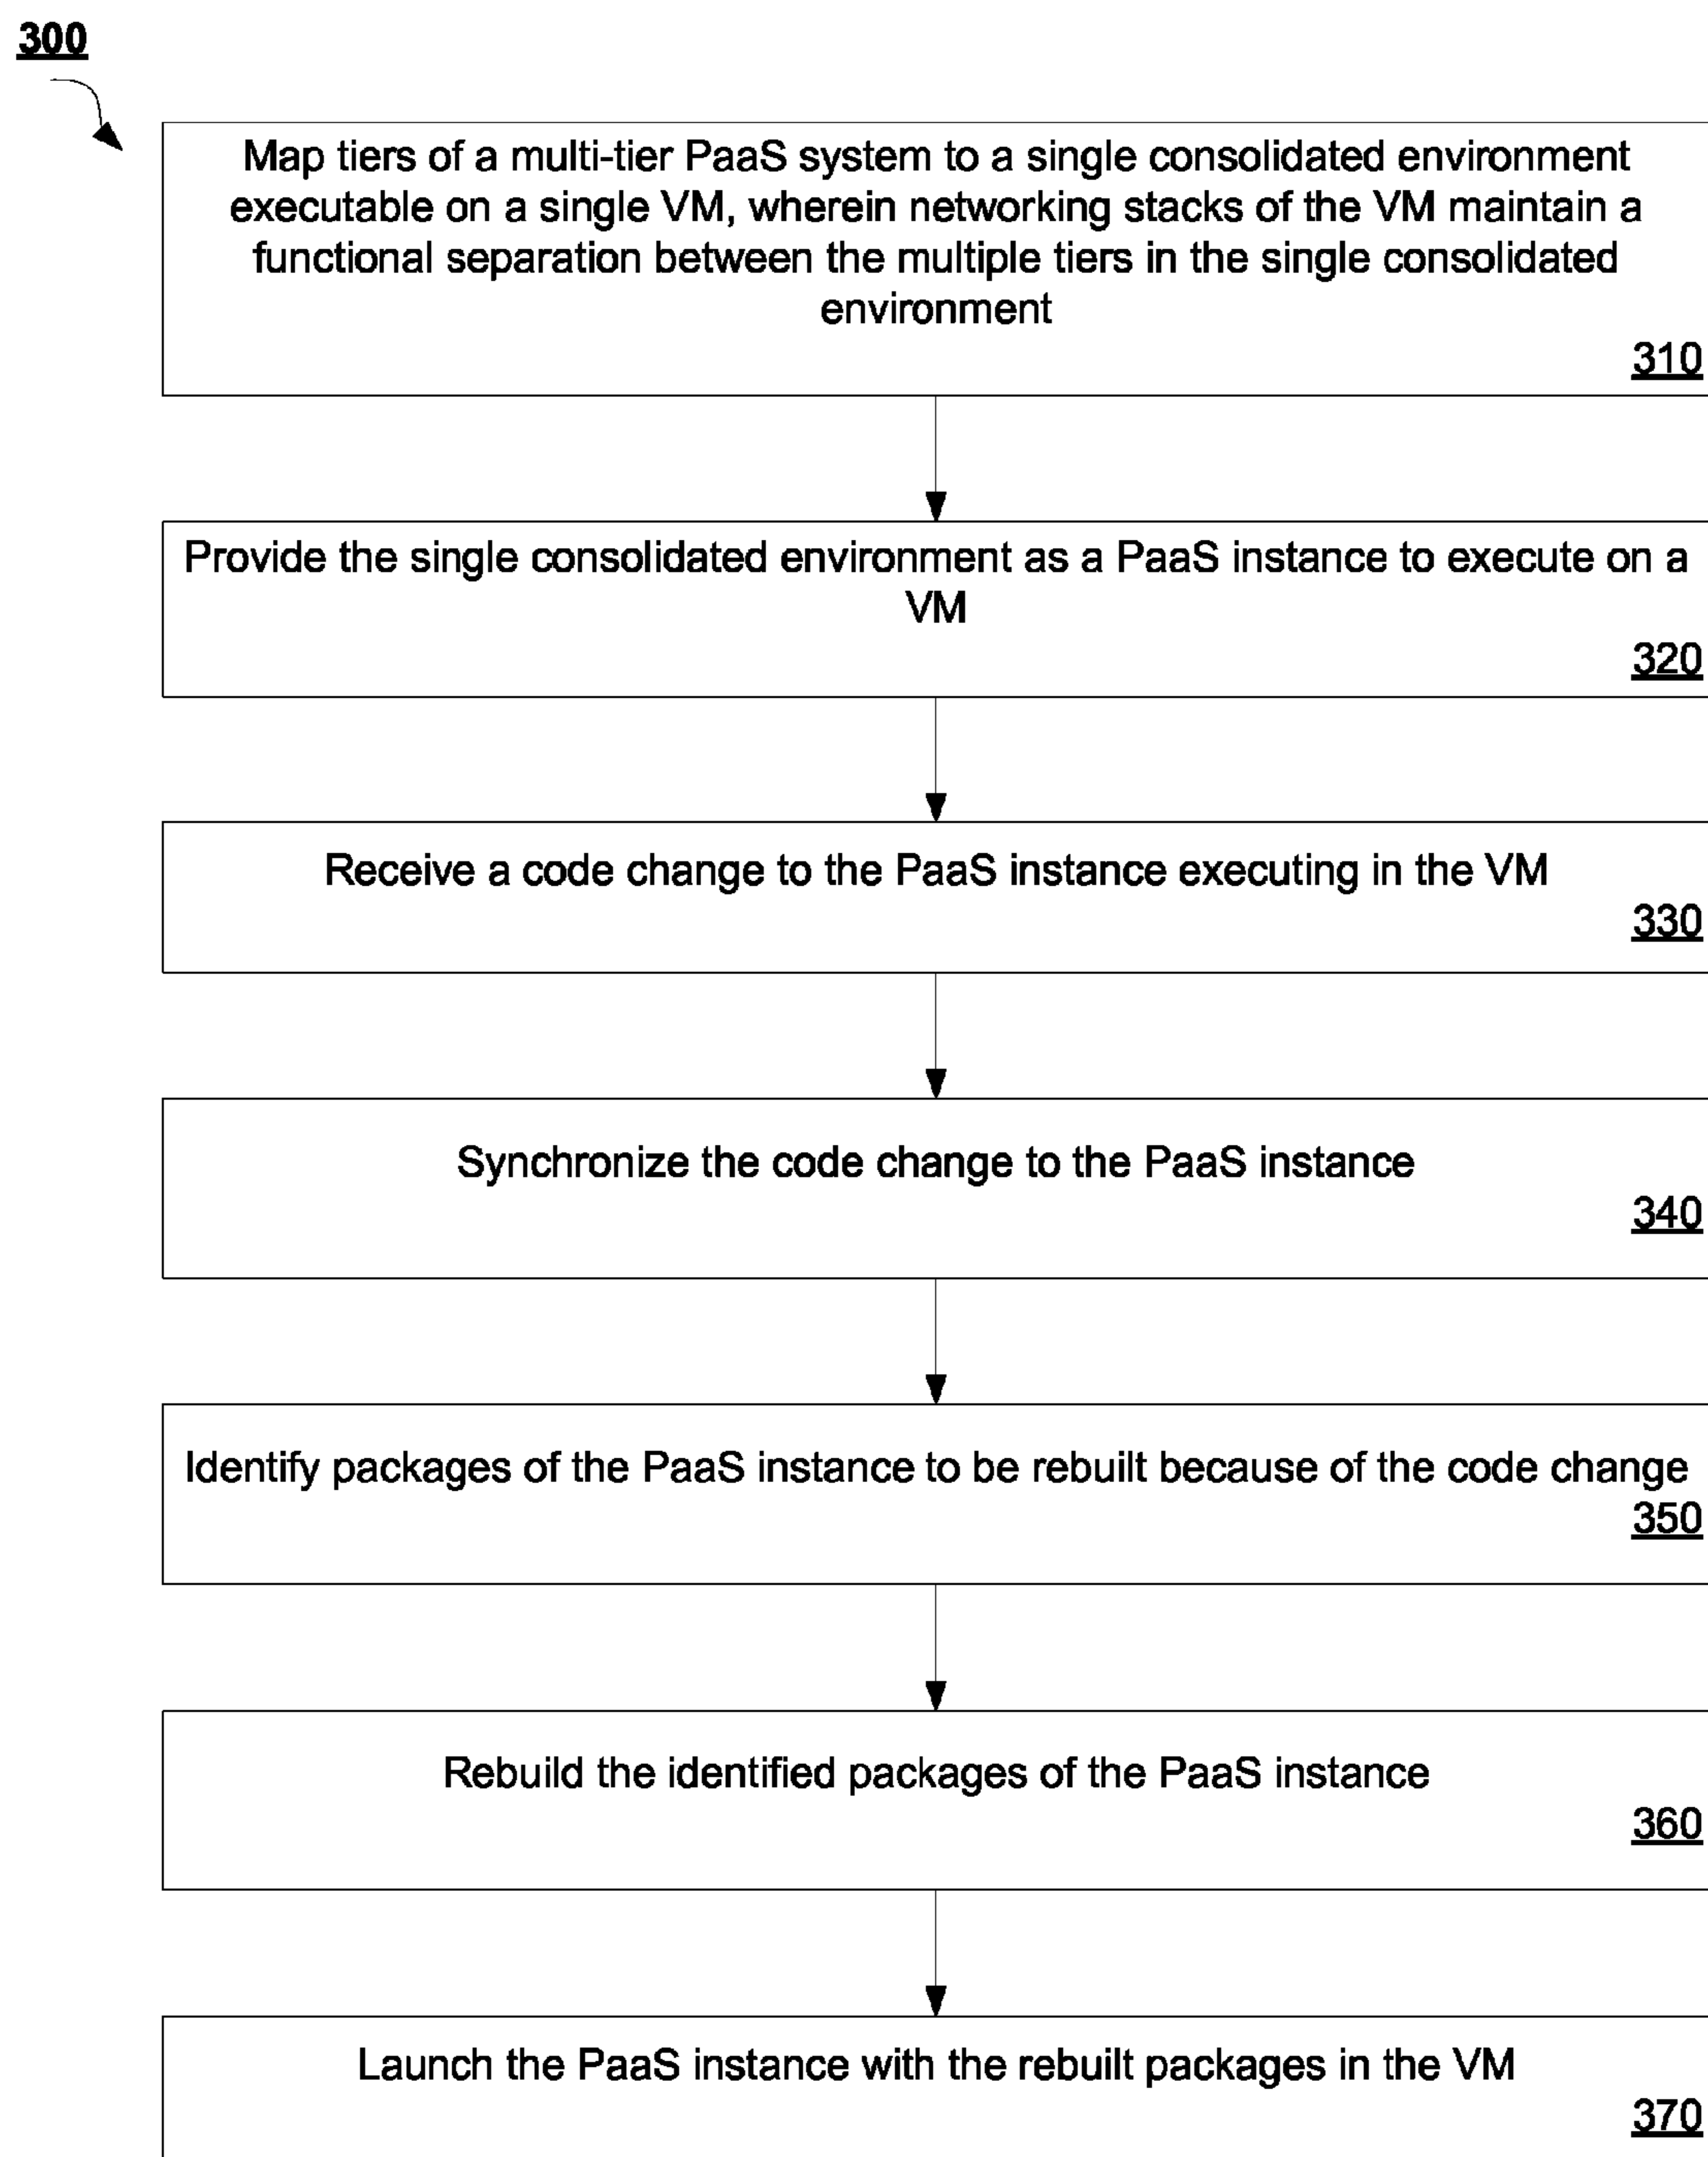 300
Map tiers of a multi-tier PaaS system to a single consolidated environment
executable on a single VM, wherein networking stacks of the VM maintain a
functional separation between the multiple tiers in the single consolidated
environment
310
Provide the single consolidated environment as a PaaS instance to execute on a
VM
320
Receive a code change to the PaaS instance executing in the VM
330
Synchronize the code change to the PaaS instance
340
Identify packages of the PaaS instance to be rebuilt because of the code change
350
Rebuild the identified packages of the PaaS instance
360
Launch the PaaS instance with the rebuilt packages in the VM
370